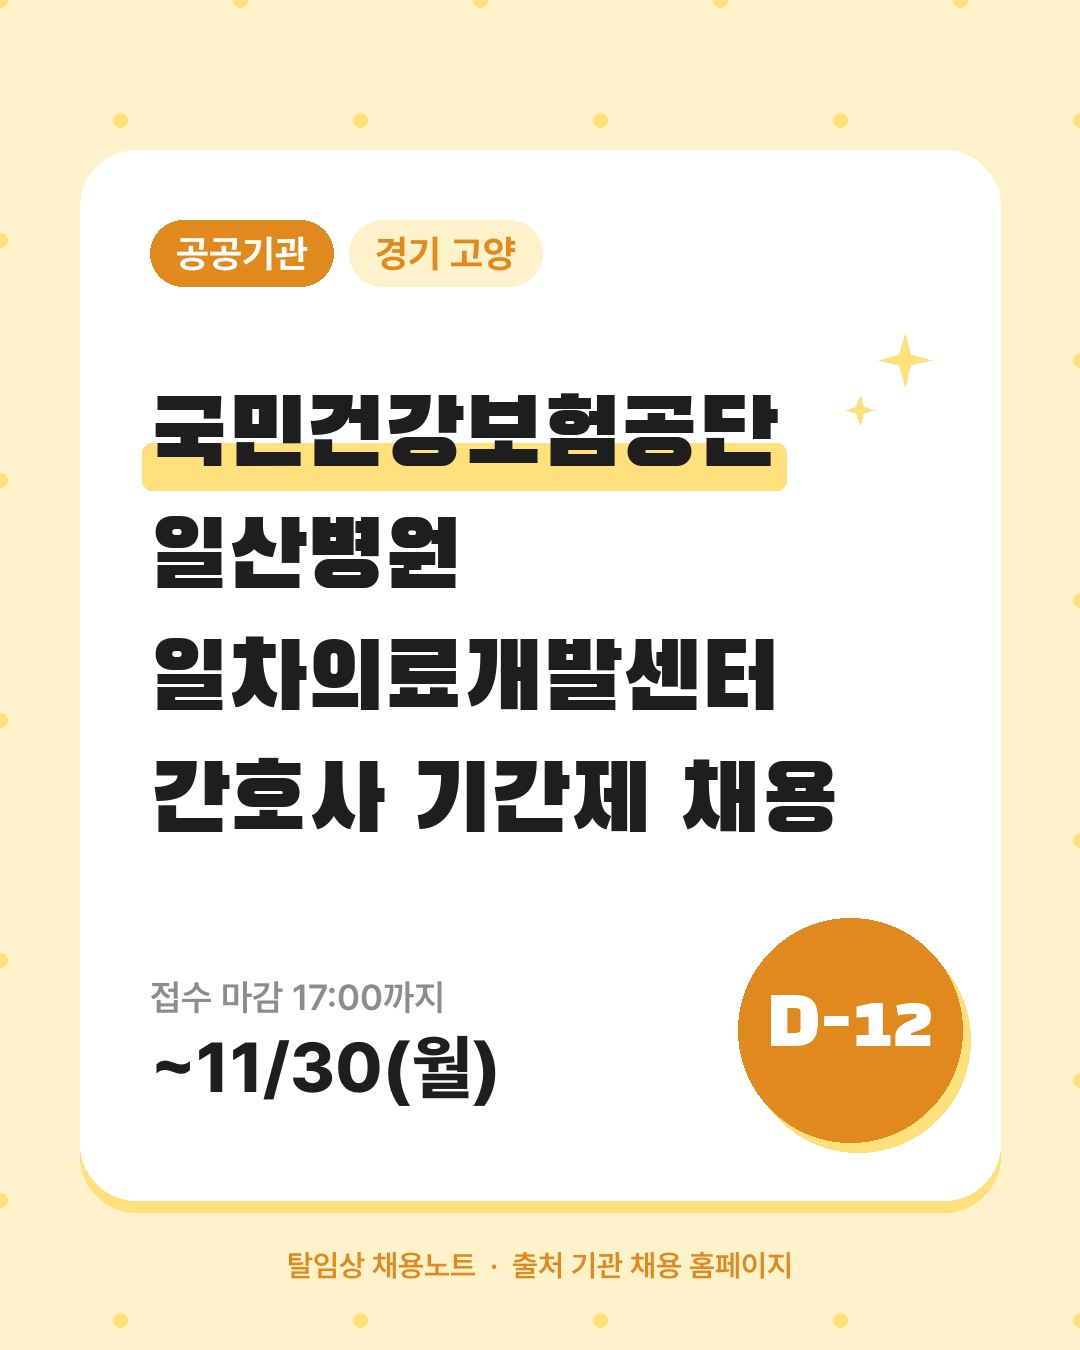 공공기관 경기 고양
국민건강보험공단
일산병원
일차의료개발센터
간호사 기간제 채용
접수 마감 17:00까지
~11/30(월)
D-12
탈임상 채용노트 · 출처 기관 채용 홈페이지